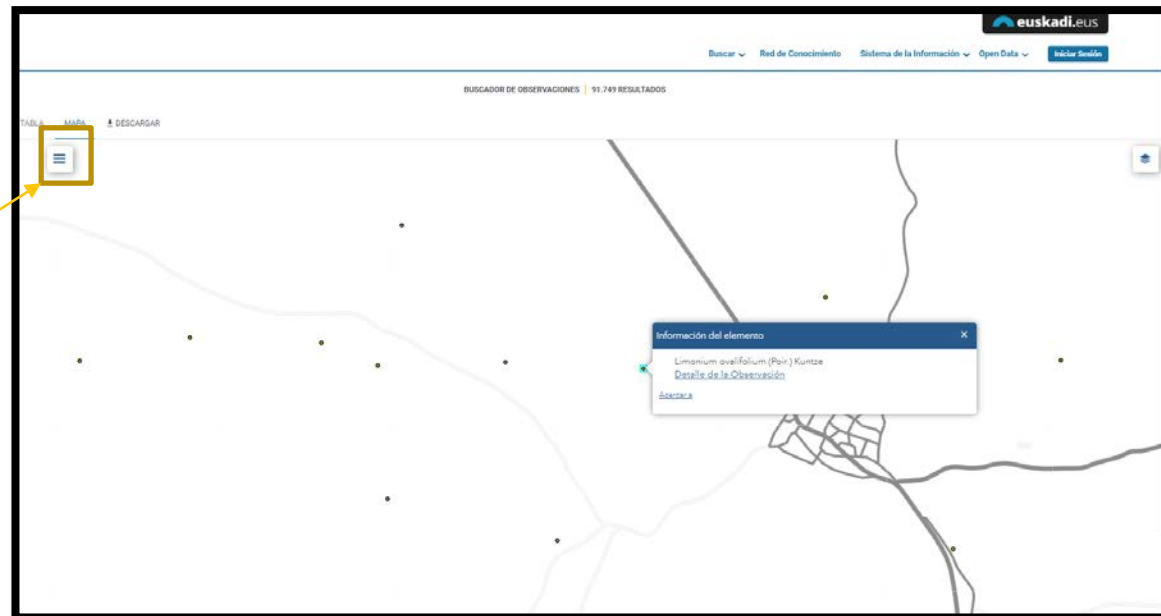 euskadi.eus
Buscar Red de Conocimiento Sistema de la Información Open Data Iniciar Sesión
BUSCADOR DE OBSERVACIONES | 91.749 RESULTADOS
TABLA MAPA DESCARGAR
Información del elemento ×
Limonium ovalifolium (Poir.) Kuntze
Detalle de la Observación
Acercar a